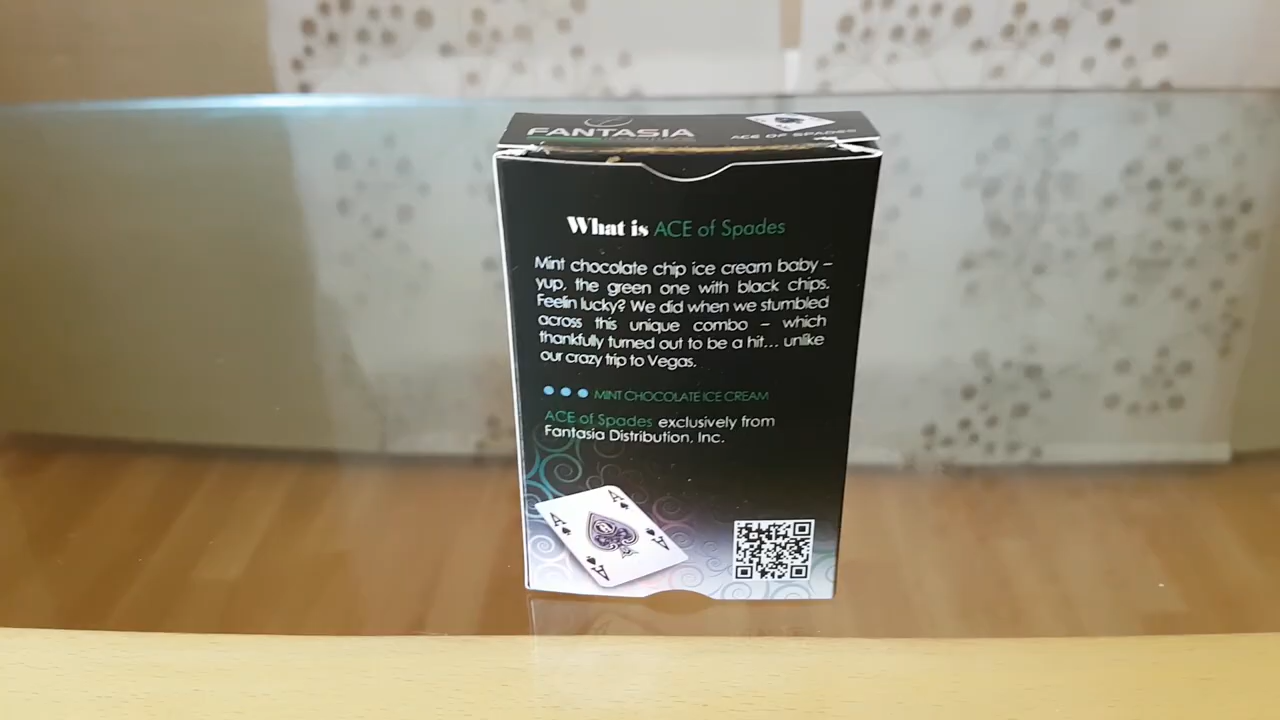 FANTASIA
ACE OF SPADES
What is ACE of Spades
Mint chocolate chip ice cream baby –
yup, the green one with black chips.
Feelin lucky? We did when we stumbled
across this unique combo – which
thankfully turned out to be a hit... unlike
our crazy trip to Vegas.
MINT CHOCOLATE ICE CREAM
ACE of Spades exclusively from
Fantasia Distribution, Inc.
A
A
A
A